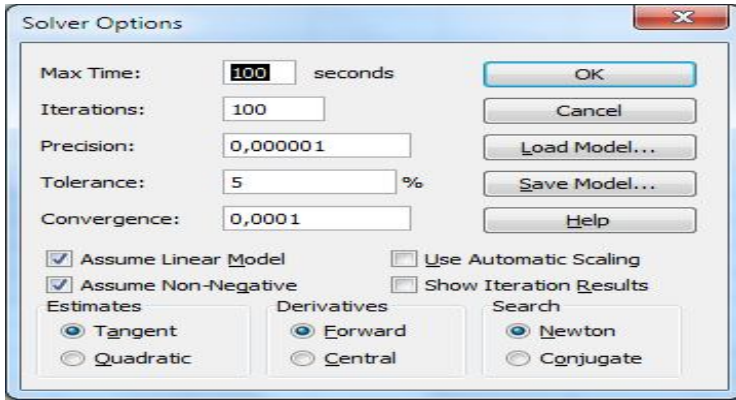 Solver Options
Max Time: 100 seconds OK
Iterations: 100 Cancel
Precision: 0,000001 Load Model...
Tolerance: 5 % Save Model...
Convergence: 0,0001 Help
Assume Linear Model Use Automatic Scaling
Assume Non-Negative Show Iteration Results
Estimates Derivatives Search
Tangent Forward Newton
Quadratic Central Conjugate